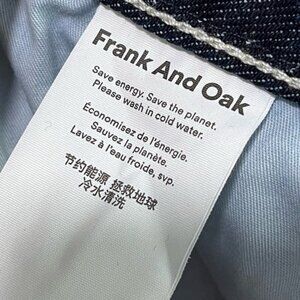 Frank And Oak
Save energy. Save the planet.
Please wash in cold water.
Économisez de l'énergie.
Sauvez la planète.
Lavez à l'eau froide, svp.
节约能源 拯救地球
冷水清洗